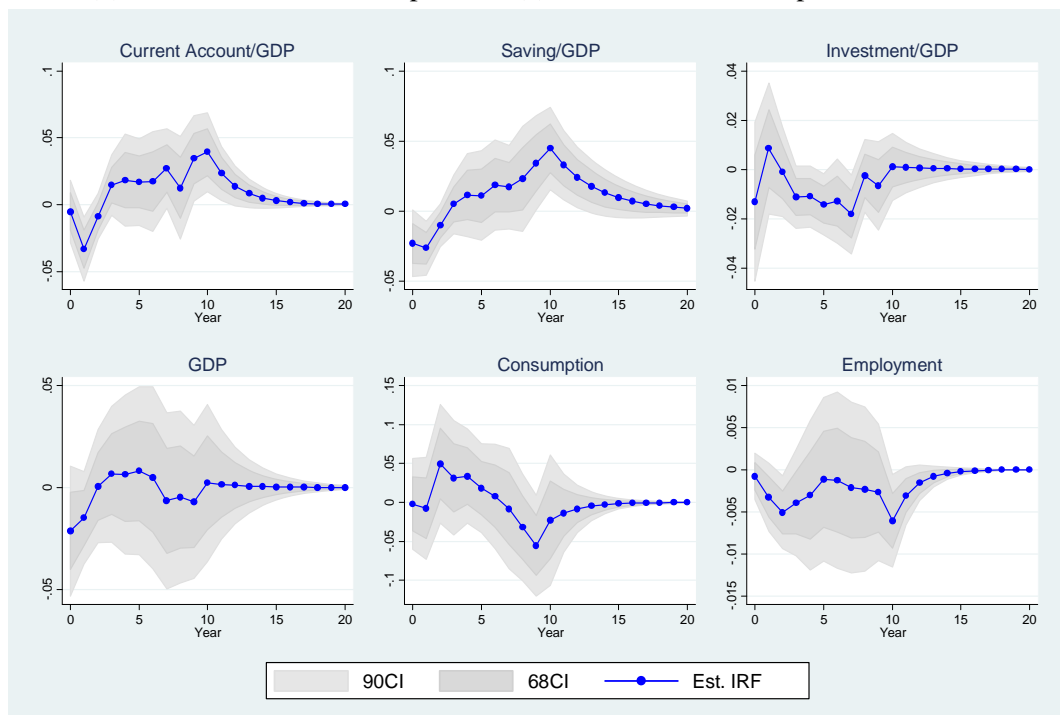 Current Account/GDP
.1
.05
0
-.05
0 5 10 15 20
Year
Saving/GDP
.1
.05
0
-.05
0 5 10 15 20
Year
Investment/GDP
.04
.02
0
-.02
-.04
0 5 10 15 20
Year
GDP
.05
0
-.05
0 5 10 15 20
Year
Consumption
.15
.1
.05
0
-.05
-.1
0 5 10 15 20
Year
Employment
.01
.005
0
-.005
-.01
-.015
0 5 10 15 20
Year
90CI 68CI Est. IRF